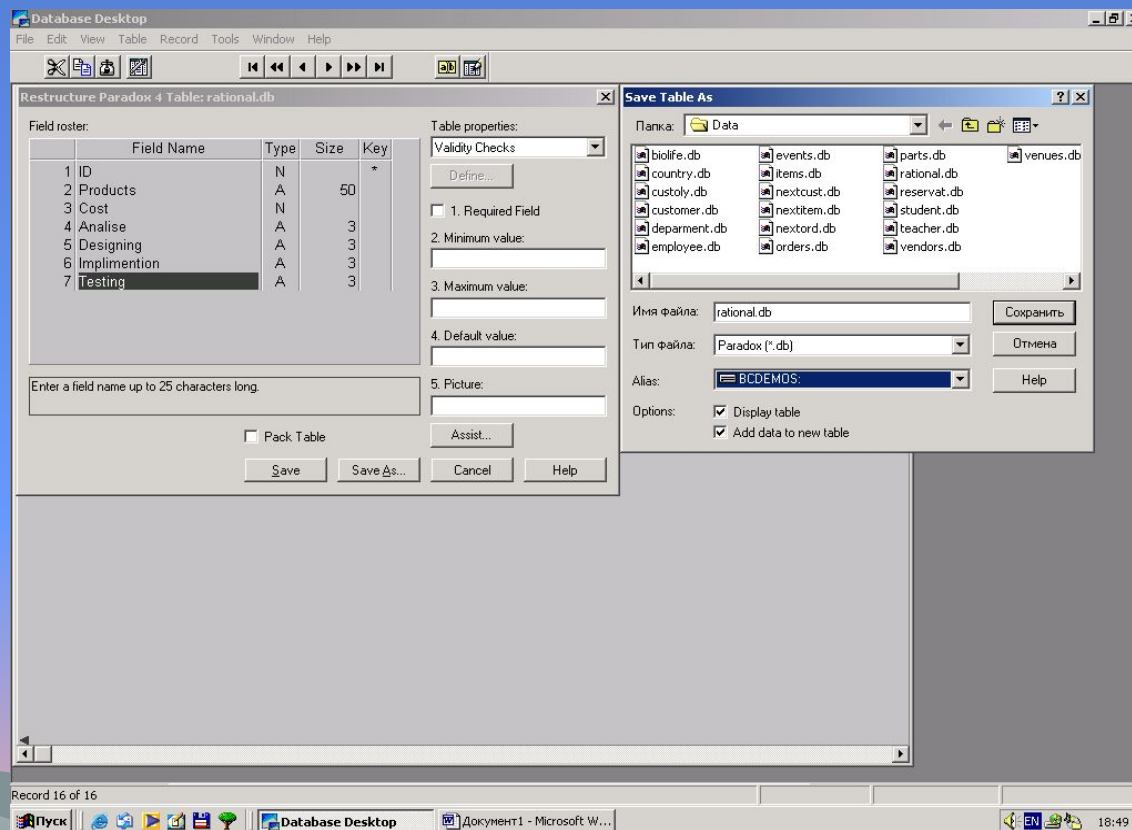 Database Desktop
File Edit View Table Record Tools Window Help
Restructure Paradox 4 Table: rational.db
Field roster:
Field Name Type Size Key
1 ID N *
2 Products A 50
3 Cost N
4 Analise A 3
5 Designing A 3
6 Implimention A 3
7 Testing A 3
Enter a field name up to 25 characters long.
Pack Table
Save Save As... Cancel Help
Table properties:
Validity Checks
Define...
1. Required Field
2. Minimum value:
3. Maximum value:
4. Default value:
5. Picture:
Assist...
Save Table As
Папка: Data
biolife.db events.db parts.db venues.db
country.db items.db rational.db
custoly.db nextcust.db reservat.db
customer.db nextitem.db student.db
deparment.db nextord.db teacher.db
employee.db orders.db vendors.db
Имя файла: rational.db Сохранить
Тип файла: Paradox (*.db) Отмена
Alias: BCDEMOS: Help
Options: Display table
Add data to new table
Record 16 of 16
Пуск Database Desktop Документ1 - Microsoft W... EN 18:49